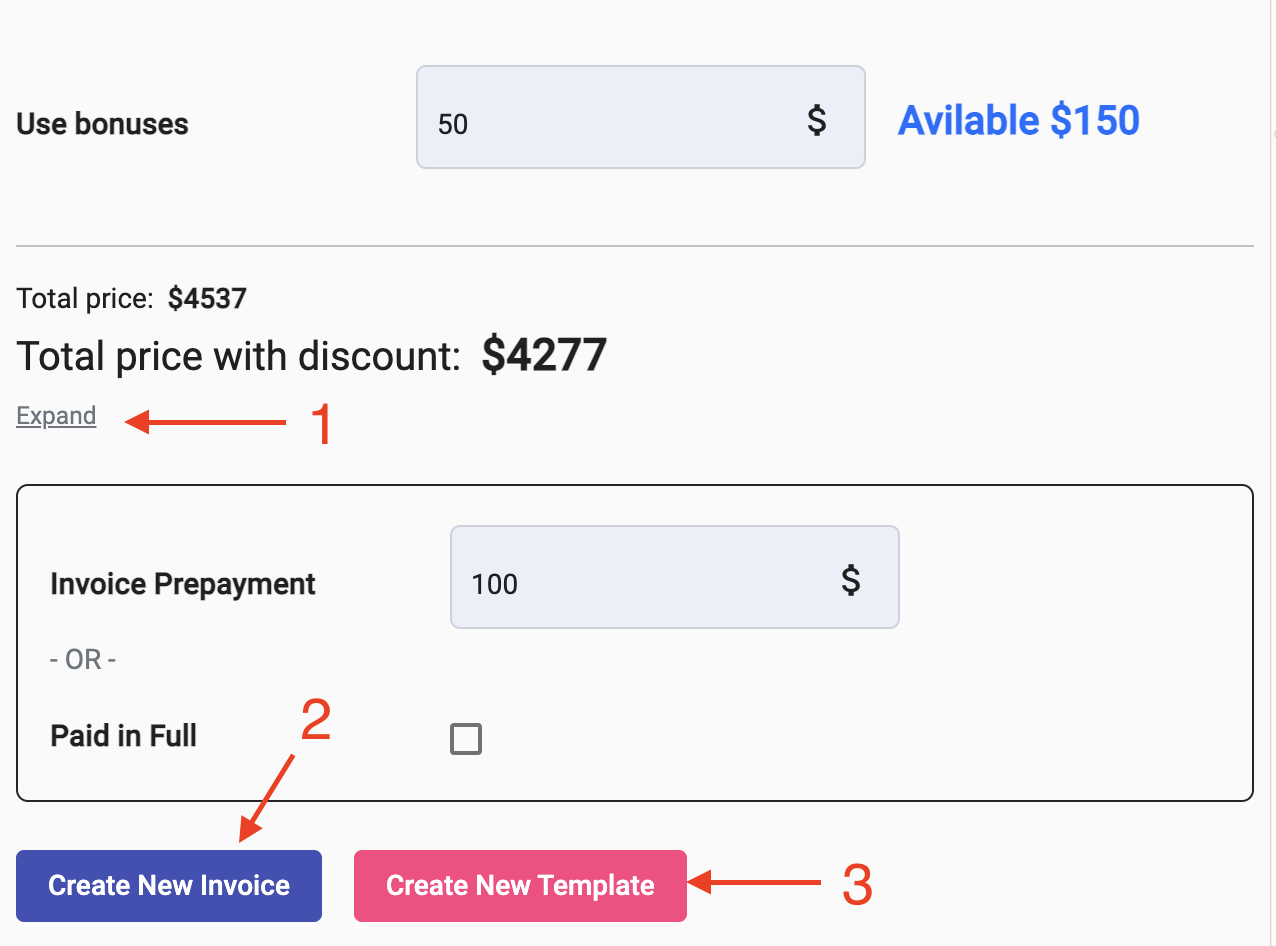 Use bonuses 50 $ Avilable $150
Total price: $4537
Total price with discount: $4277
Expand 1
Invoice Prepayment 100 $
- OR -
2
Paid in Full
Create New Invoice Create New Template 3